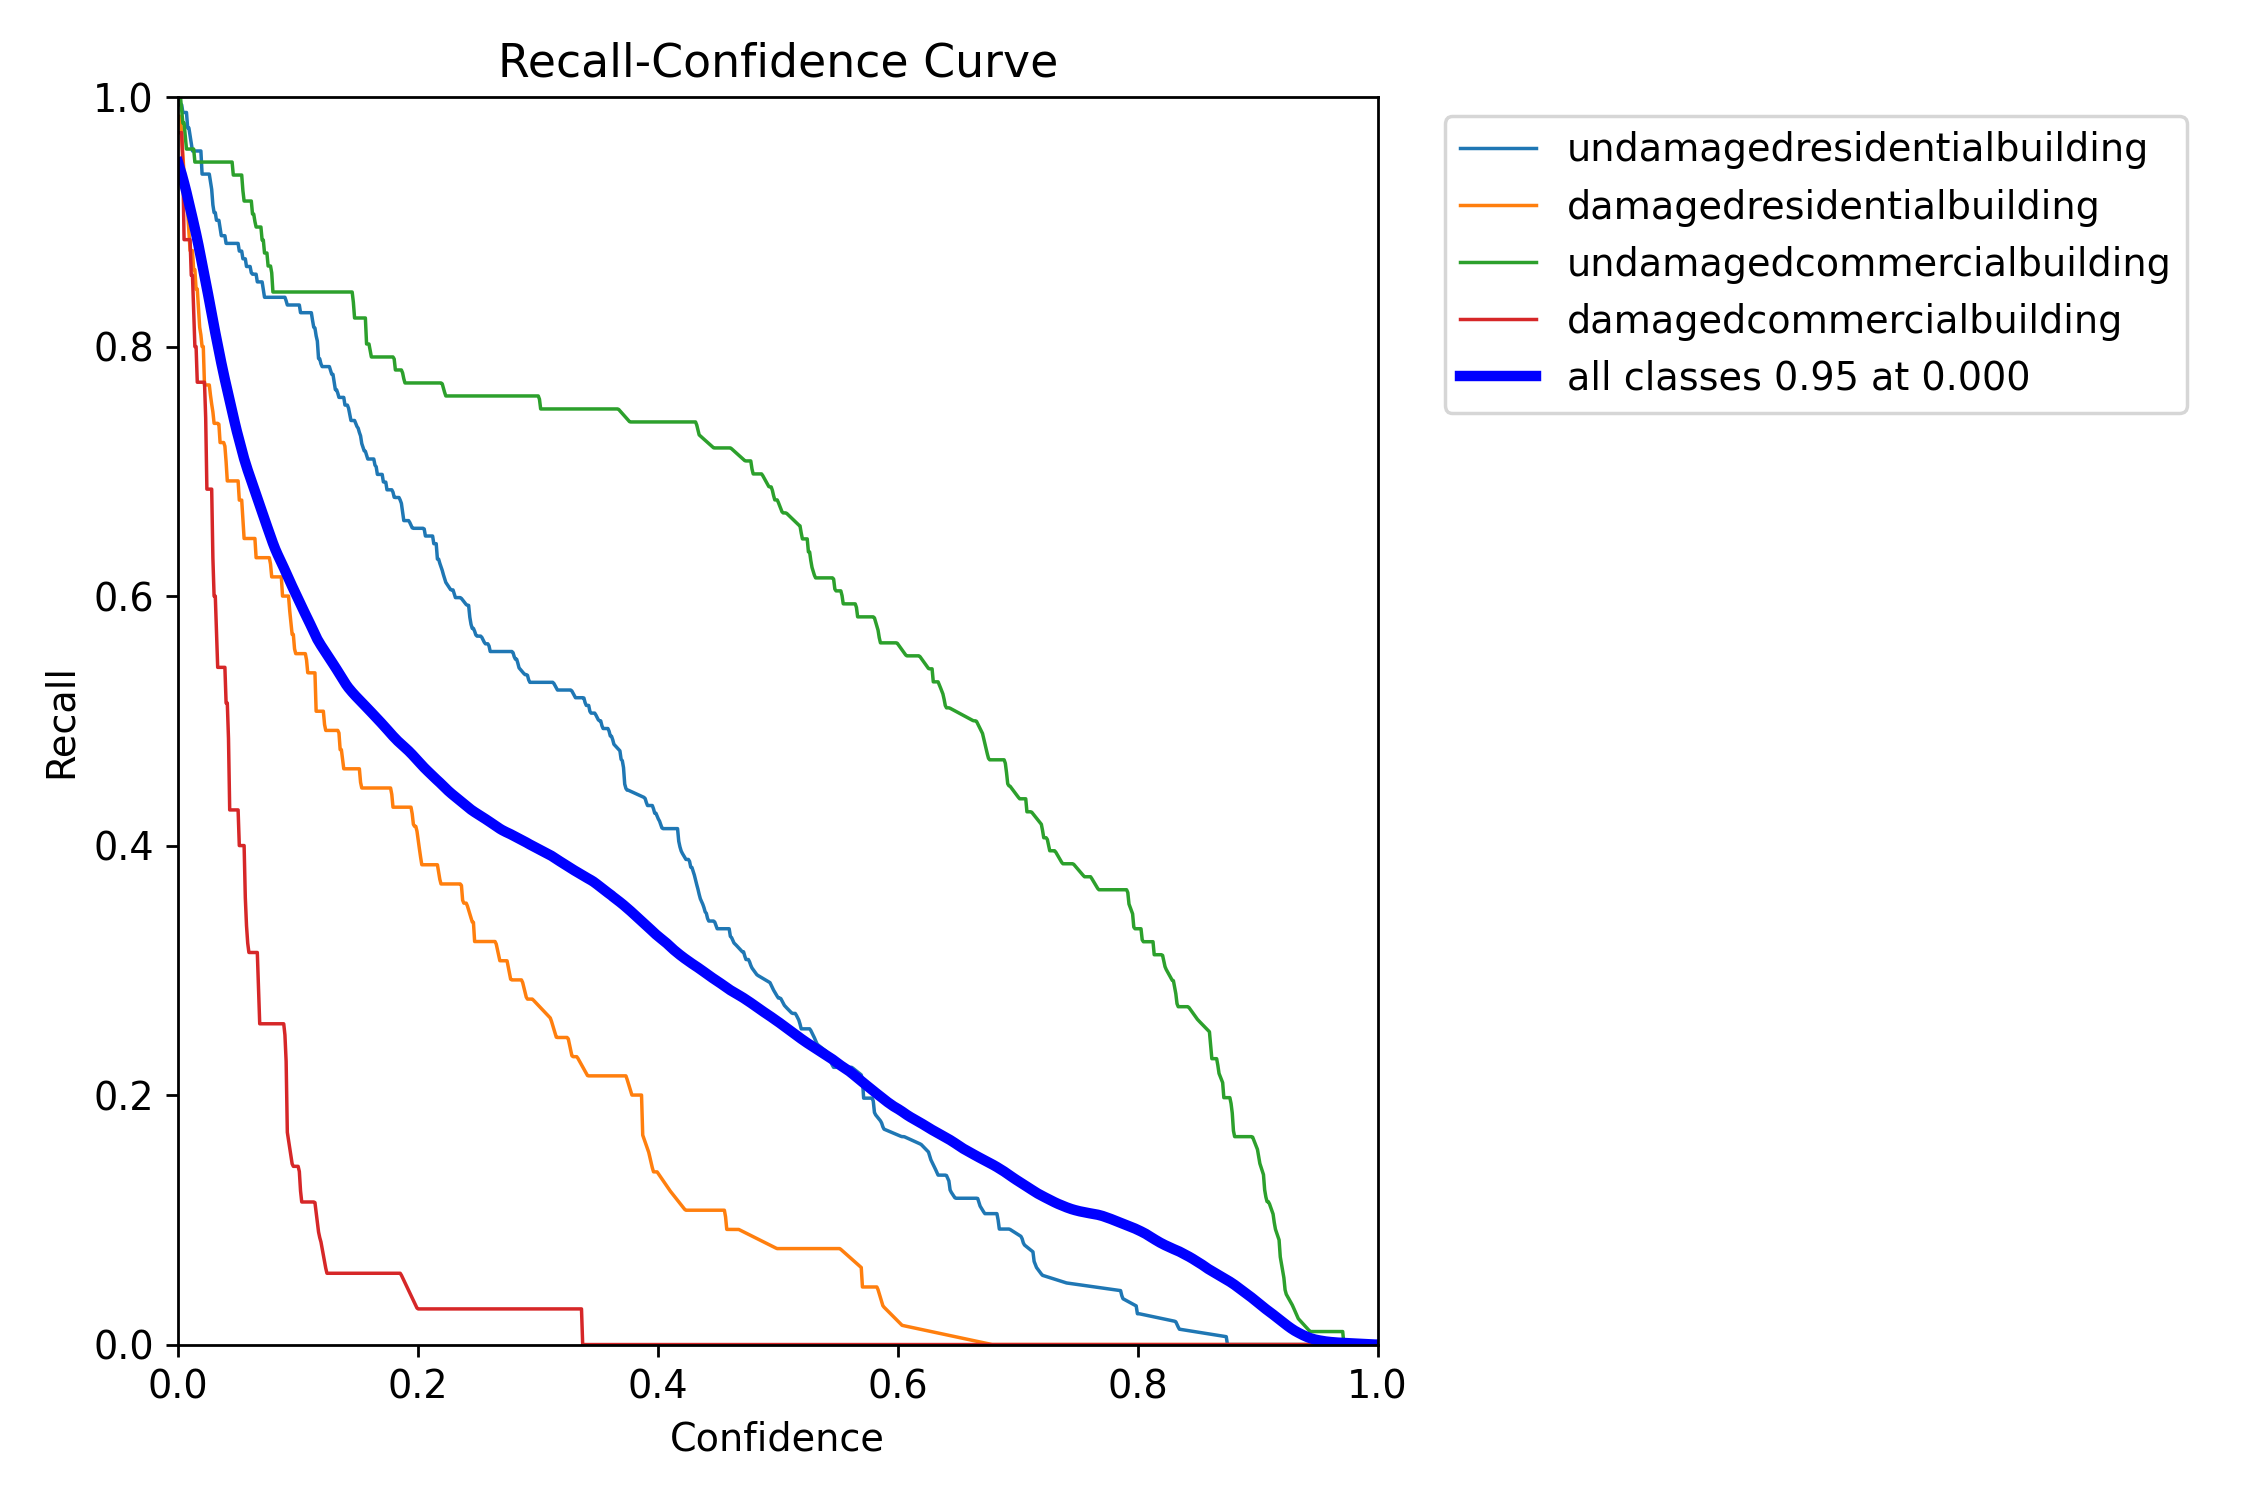 Recall-Confidence Curve
1.0
0.8
0.6
0.4
0.2
0.0
Recall
0.0 0.2 0.4 0.6 0.8 1.0
Confidence
undamagedresidentialbuilding
damagedresidentialbuilding
undamagedcommercialbuilding
damagedcommercialbuilding
all classes 0.95 at 0.000